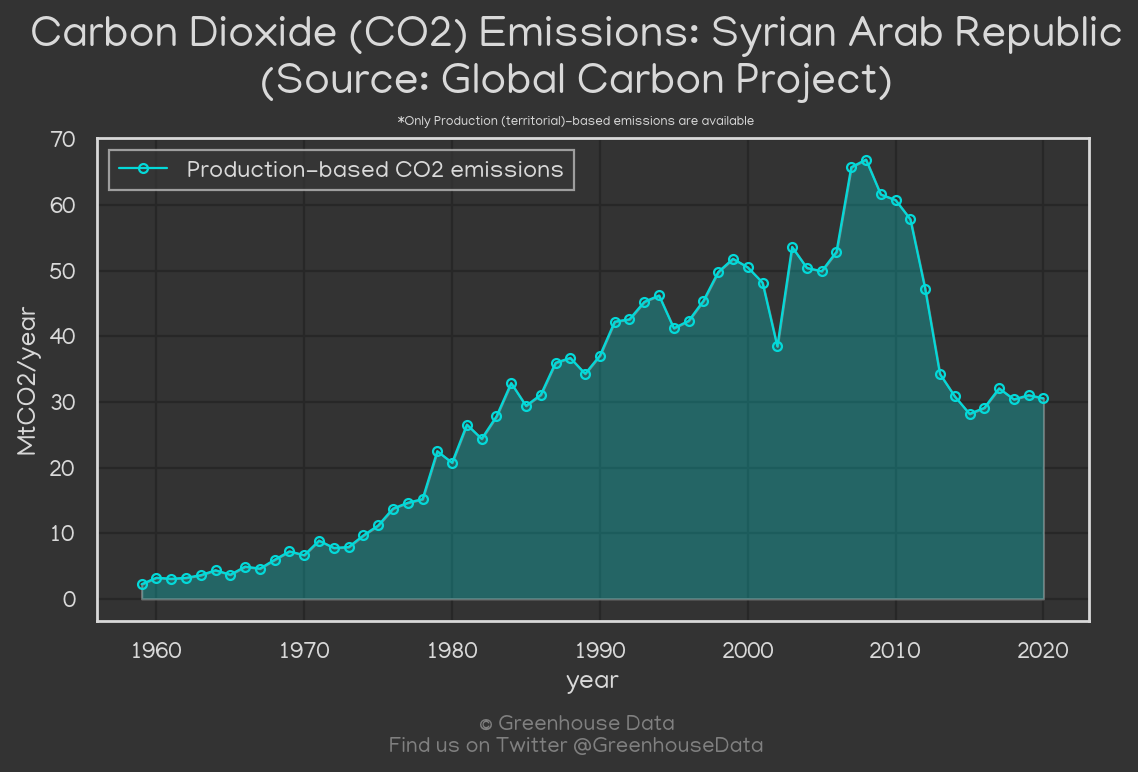 Carbon Dioxide (CO2) Emissions: Syrian Arab Republic
(Source: Global Carbon Project)
*Only Production (territorial)-based emissions are available
Production-based CO2 emissions
70
60
50
40
30
20
10
0
MtCO2/year
1960 1970 1980 1990 2000 2010 2020
year
© Greenhouse Data
Find us on Twitter @GreenhouseData